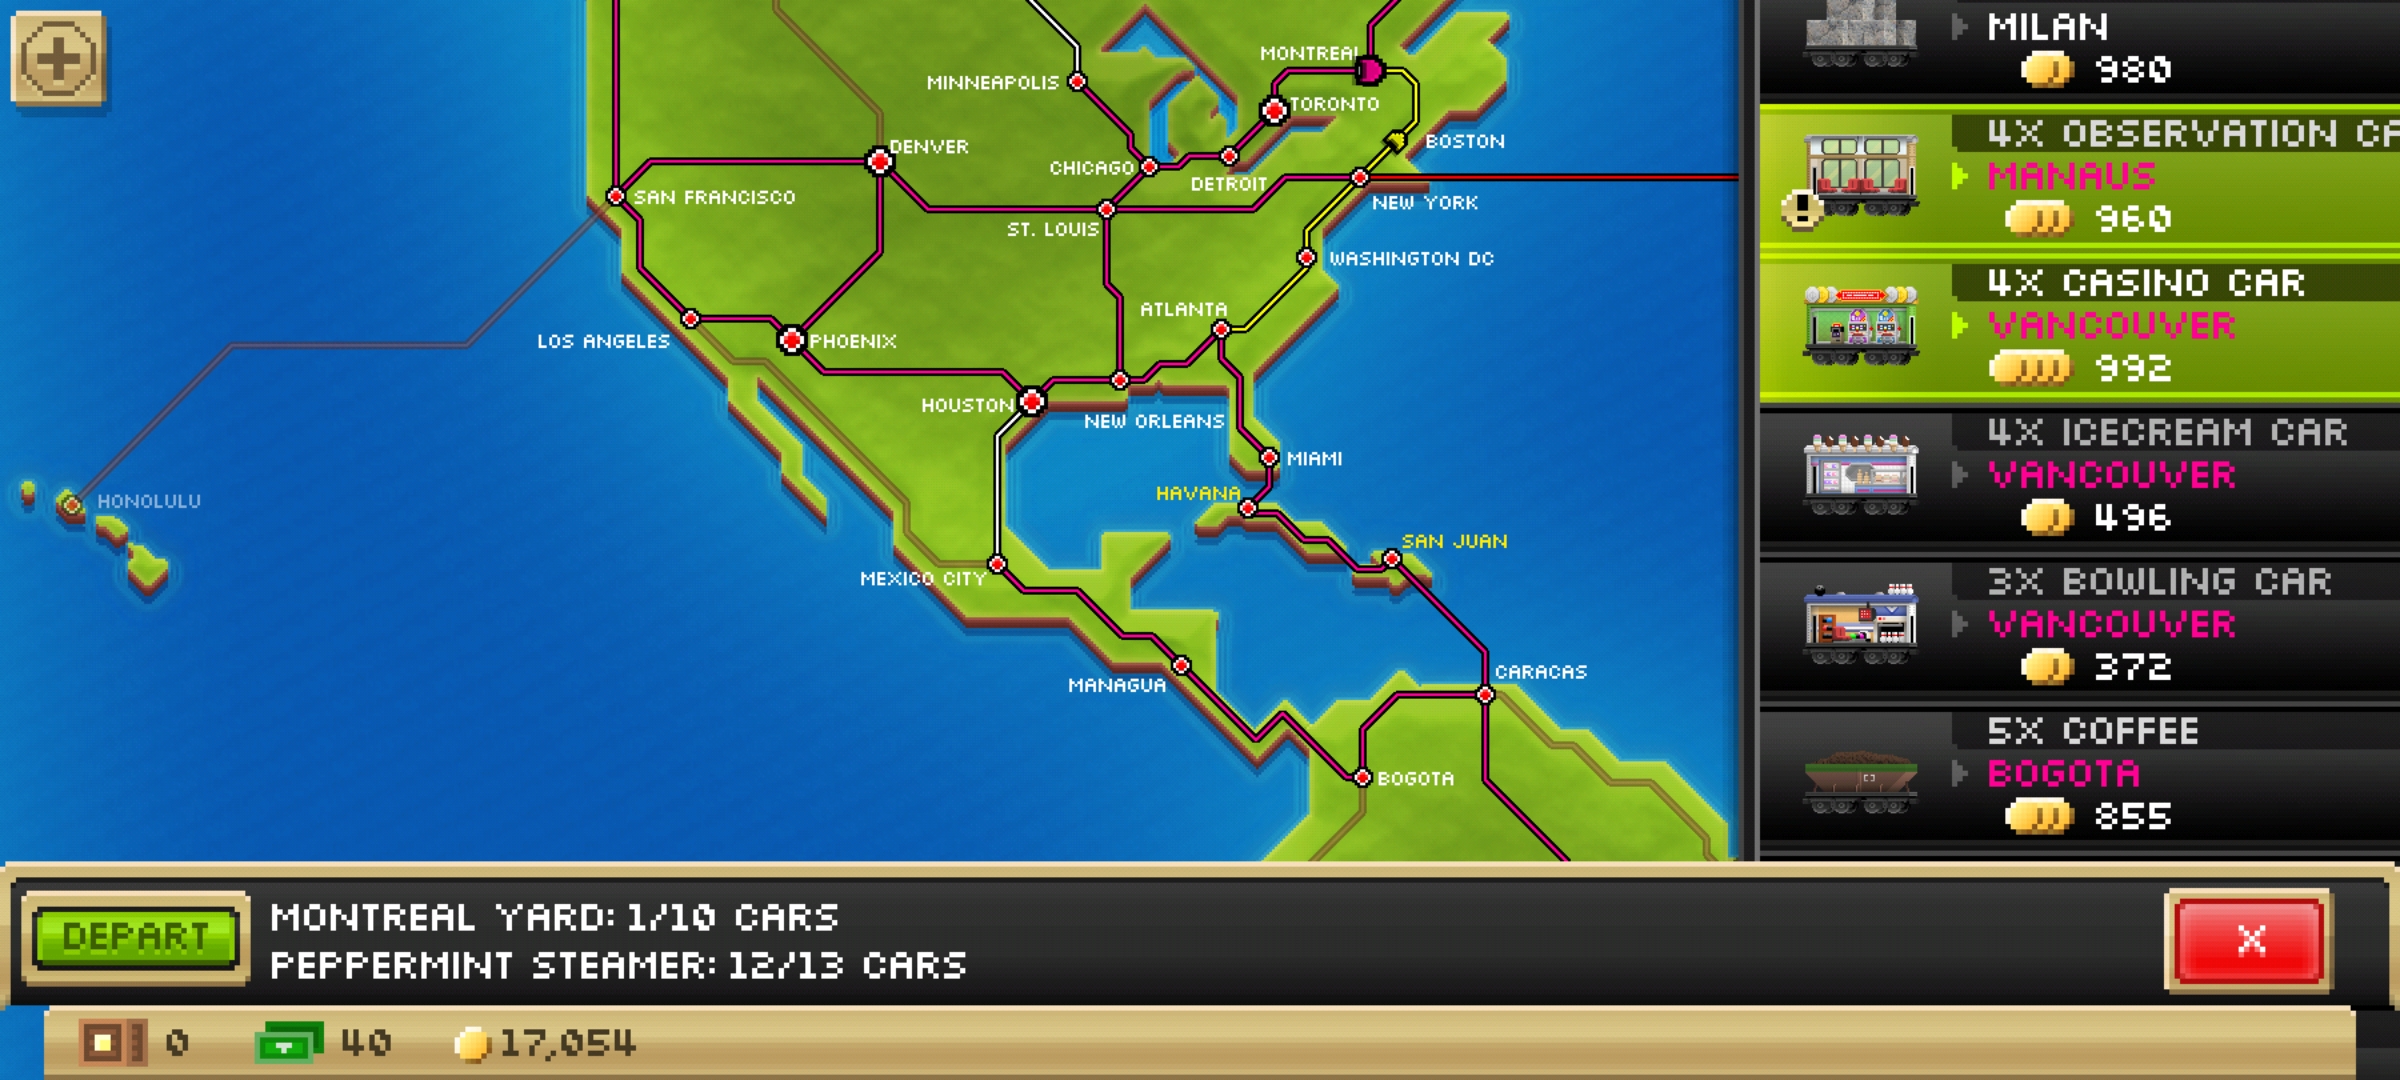 MONTREAL
MINNEAPOLIS
TORONTO
BOSTON
DENVER
CHICAGO
DETROIT
SAN FRANCISCO
NEW YORK
ST. LOUIS
WASHINGTON DC
ATLANTA
LOS ANGELES
PHOENIX
HOUSTON
NEW ORLEANS
MIAMI
HAVANA
HONOLULU
SAN JUAN
MEXICO CITY
MANAGUA
CARACAS
BOGOTA
MILAN
980
4X OBSERVATION CA
MANAUS
960
4X CASINO CAR
VANCOUVER
992
4X ICECREAM CAR
VANCOUVER
496
3X BOWLING CAR
VANCOUVER
372
5X COFFEE
BOGOTA
855
DEPART
MONTREAL YARD: 1/10 CARS
PEPPERMINT STEAMER: 12/13 CARS
X
0
40
17,054